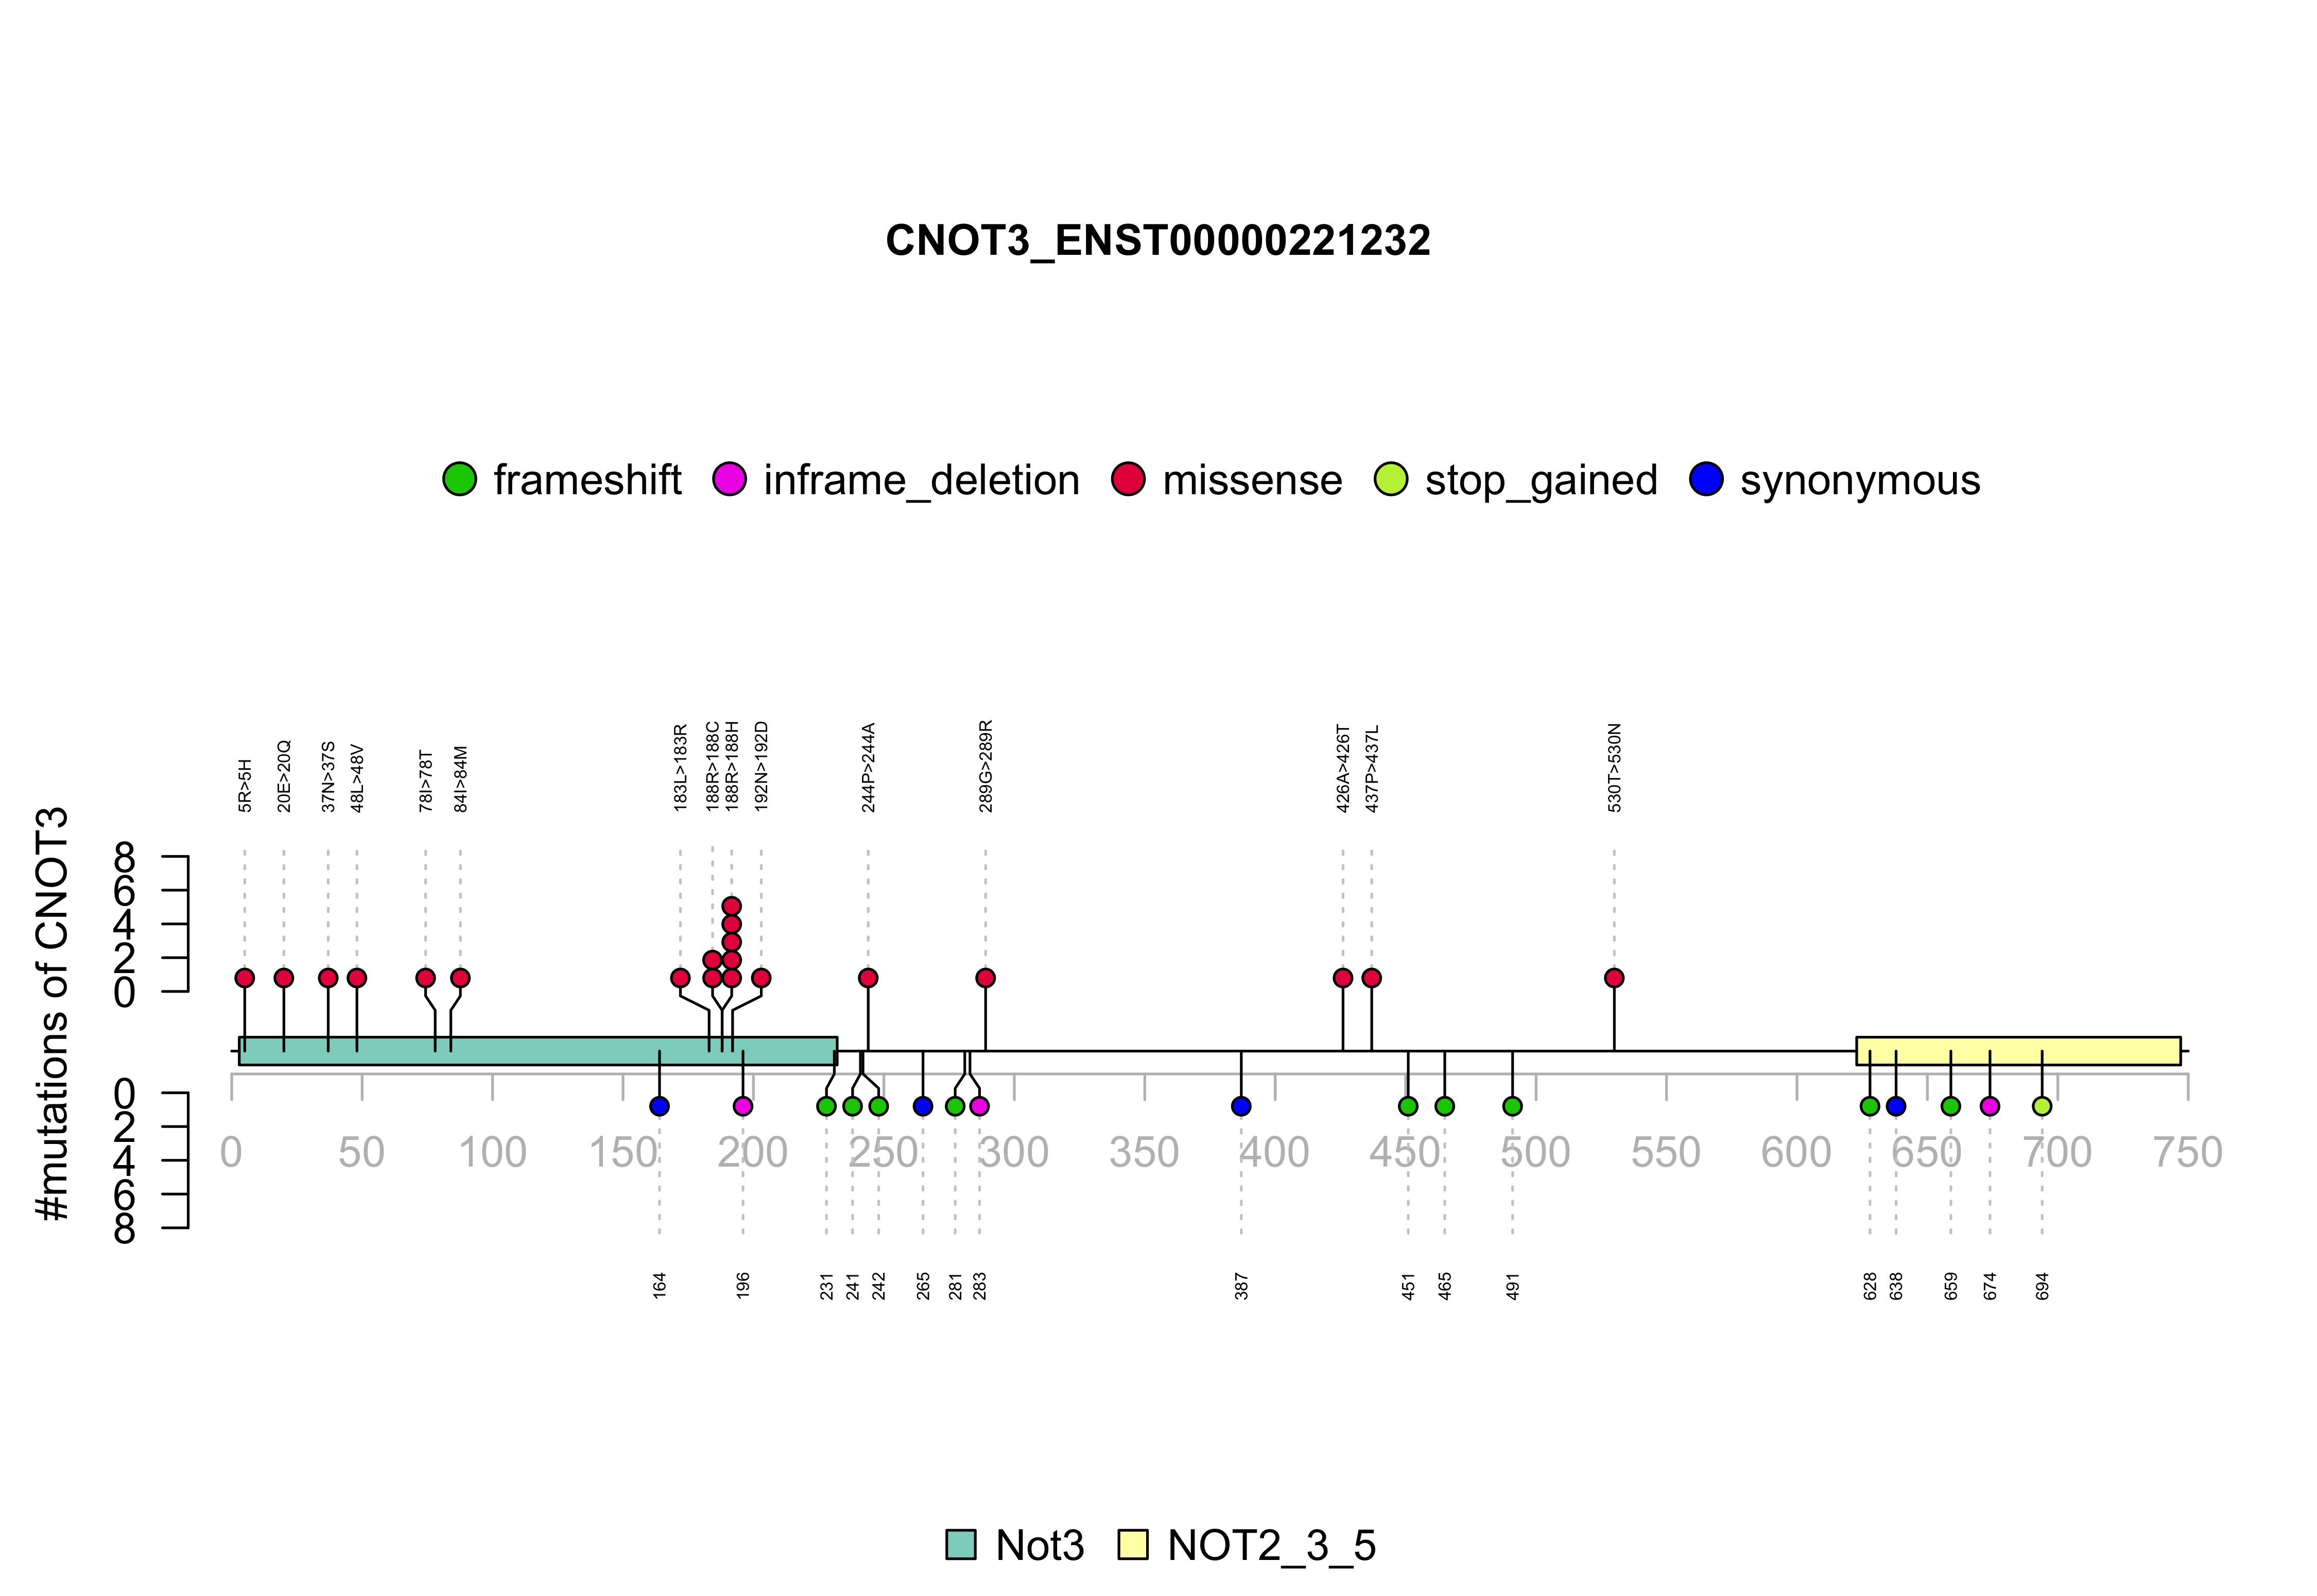 CNOT3_ENST00000221232
frameshift inframe_deletion missense stop_gained synonymous
5R>5H
20E>20Q
37N>37S
48L>48V
78I>78T
84I>84M
183L>183R
188R>188C
188R>188H
192N>192D
244P>244A
289G>289R
426A>426T
437P>437L
530T>530N
#mutations of CNOT3
8
6
4
2
0
0
2
4
6
8
0 50 100 150 200 250 300 350 400 450 500 550 600 650 700 750
164
196
231
241
242
265
281
283
387
451
465
491
628
638
659
674
694
Not3 NOT2_3_5